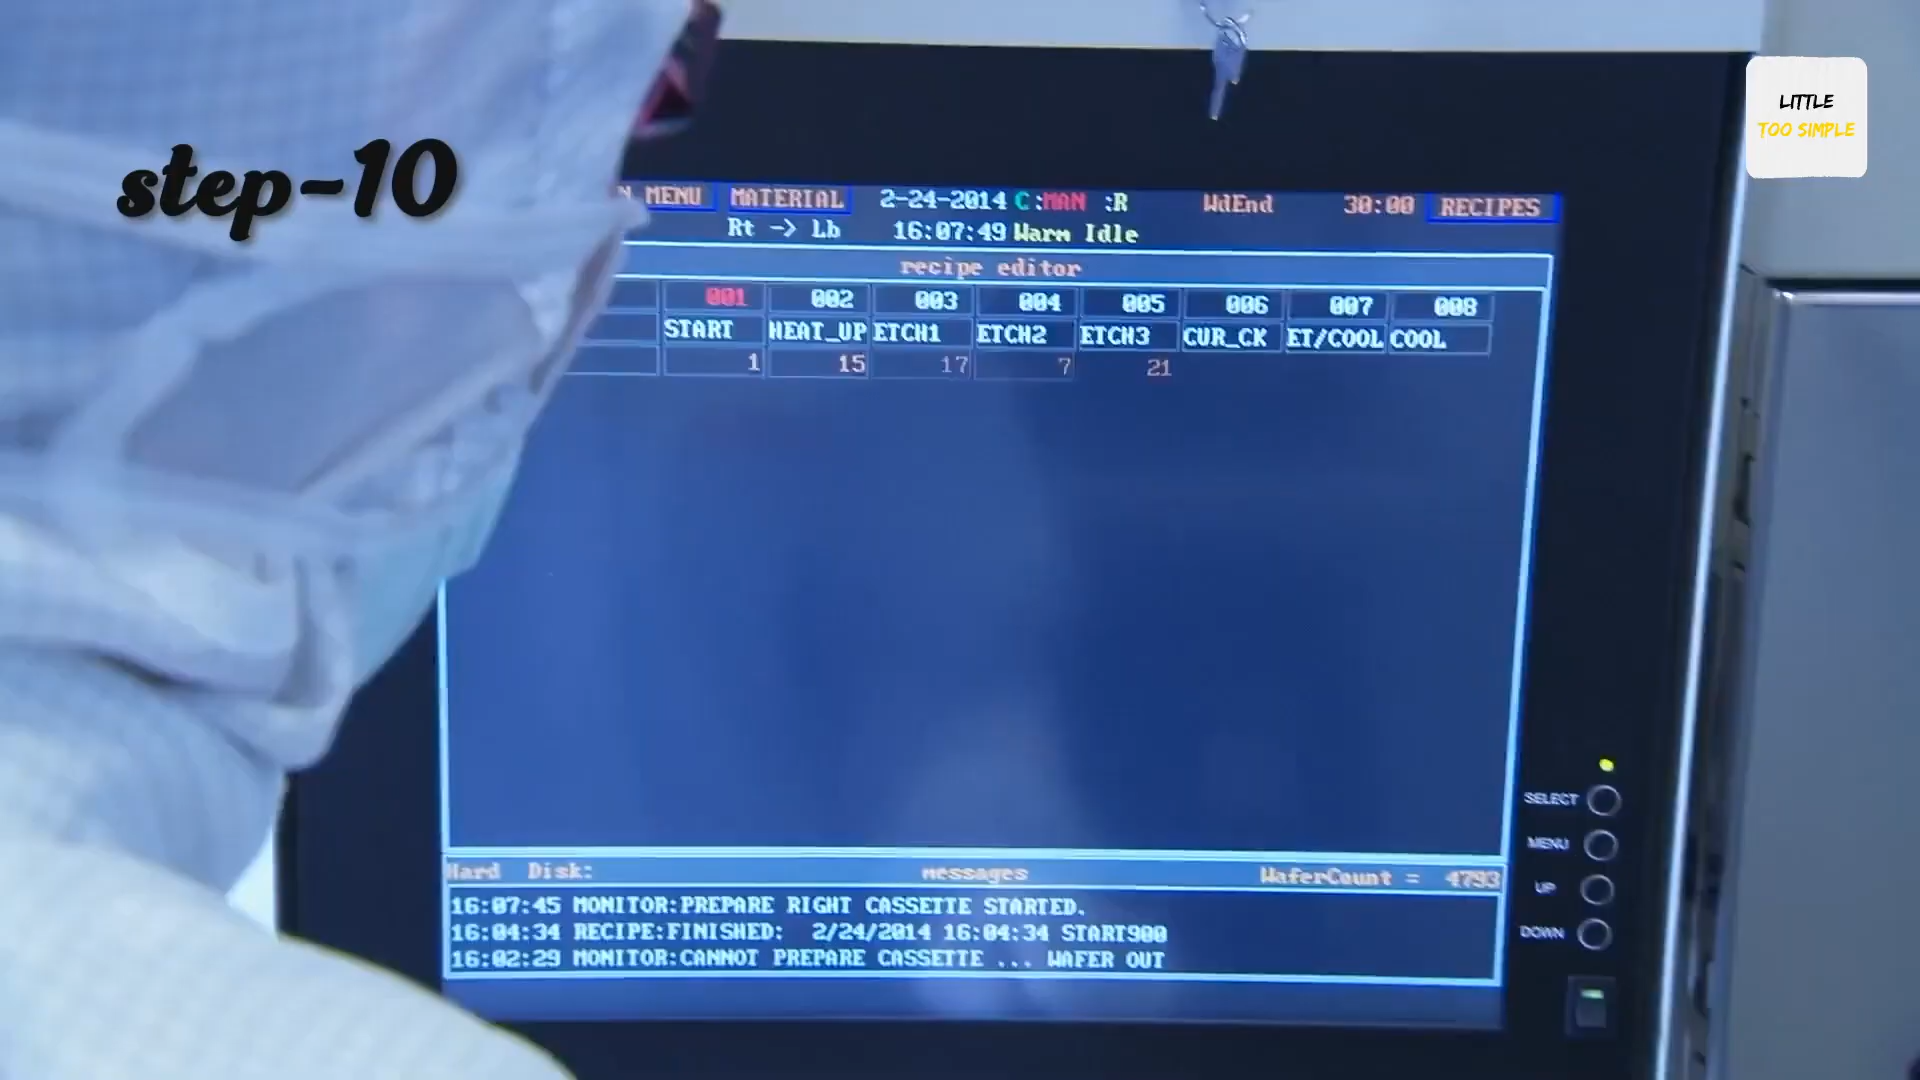 step-10
LITTLE
TOO SIMPLE
N MENU MATERIAL 2-24-2014 C:MAN :R WdEnd 30:00 RECIPES
Rt -> Lb 16:07:49 Warm Idle
recipe editor
001 002 003 004 005 006 007 008
START HEAT_UP ETCH1 ETCH2 ETCH3 CUR_CK ET/COOL COOL
1 15 17 7 21
Hard Disk: messages WaferCount = 4793
16:07:45 MONITOR:PREPARE RIGHT CASSETTE STARTED.
16:04:34 RECIPE:FINISHED: 2/24/2014 16:04:34 START900
16:02:29 MONITOR:CANNOT PREPARE CASSETTE ... WAFER OUT
SELECT
MENU
UP
DOWN